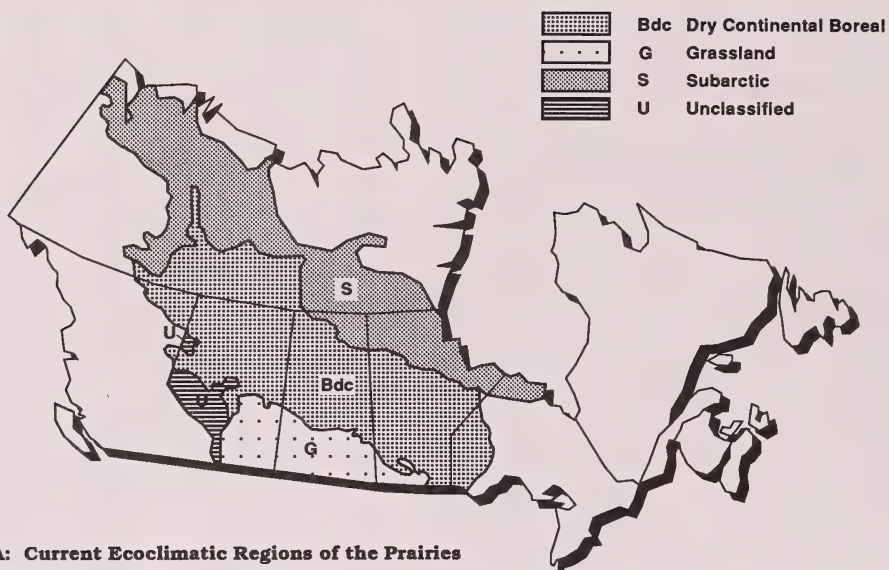 Bdc Dry Continental Boreal
G Grassland
S Subarctic
U Unclassified
S
U
Bdc
U
G
A: Current Ecoclimatic Regions of the Prairies